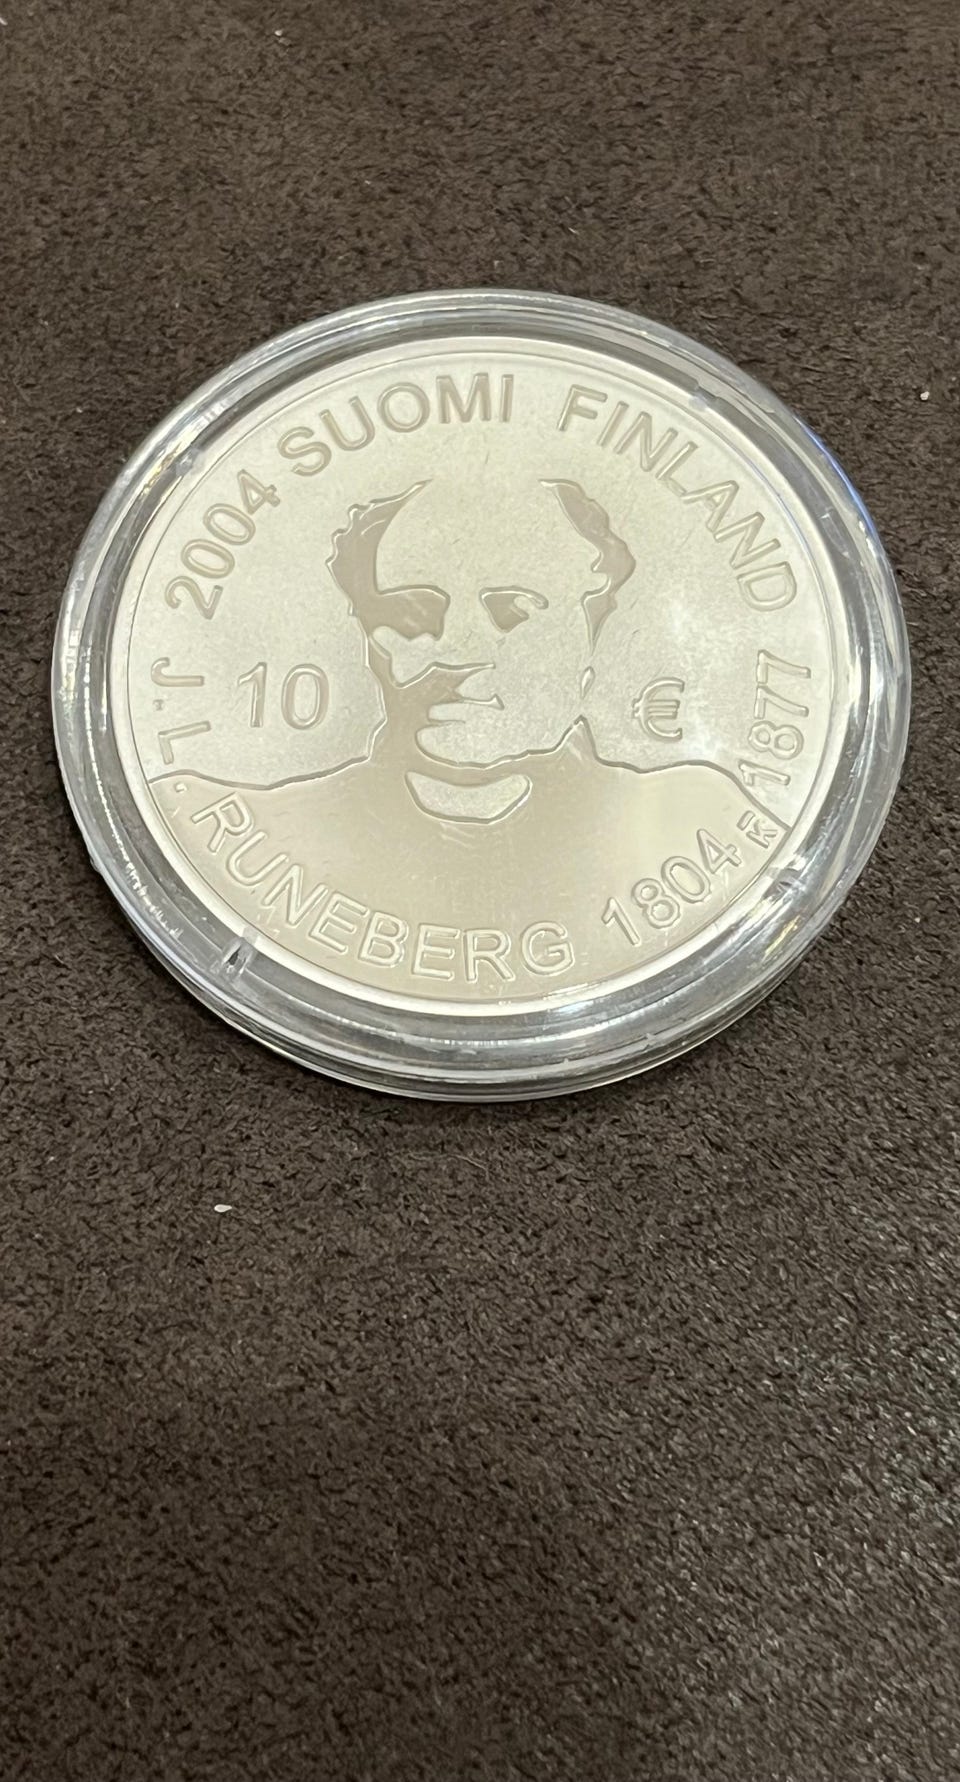 2004 SUOMI FINLAND
10 €
J.L. RUNEBERG 1804 1877
K